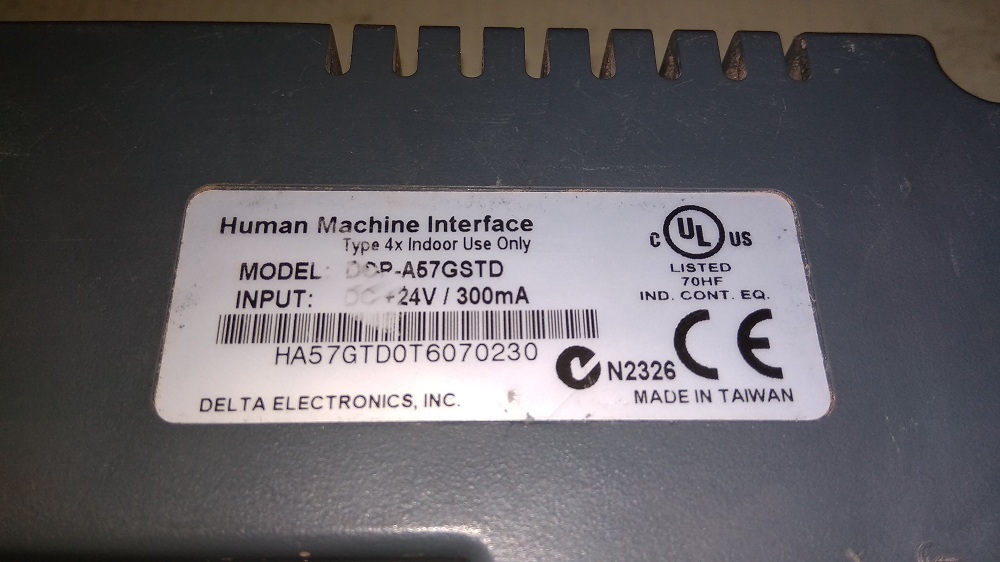 Human Machine Interface
Type 4x Indoor Use Only
MODEL: DOP-A57GSTD
INPUT: DC +24V / 300mA
HA57GTD0T6070230
DELTA ELECTRONICS, INC.
C UL US
LISTED
70HF
IND. CONT. EQ.
N2326 CE
MADE IN TAIWAN